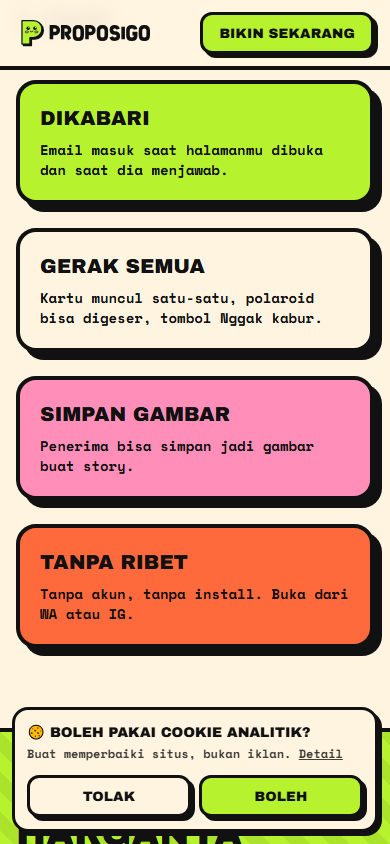 PROPOSIGO
BIKIN SEKARANG
DIKABARI
Email masuk saat halamanmu dibuka
dan saat dia menjawab.
GERAK SEMUA
Kartu muncul satu-satu, polaroid
bisa digeser, tombol Nggak kabur.
SIMPAN GAMBAR
Penerima bisa simpan jadi gambar
buat story.
TANPA RIBET
Tanpa akun, tanpa install. Buka dari
WA atau IG.
BOLEH PAKAI COOKIE ANALITIK?
Buat memperbaiki situs, bukan iklan. Detail
TOLAK
BOLEH